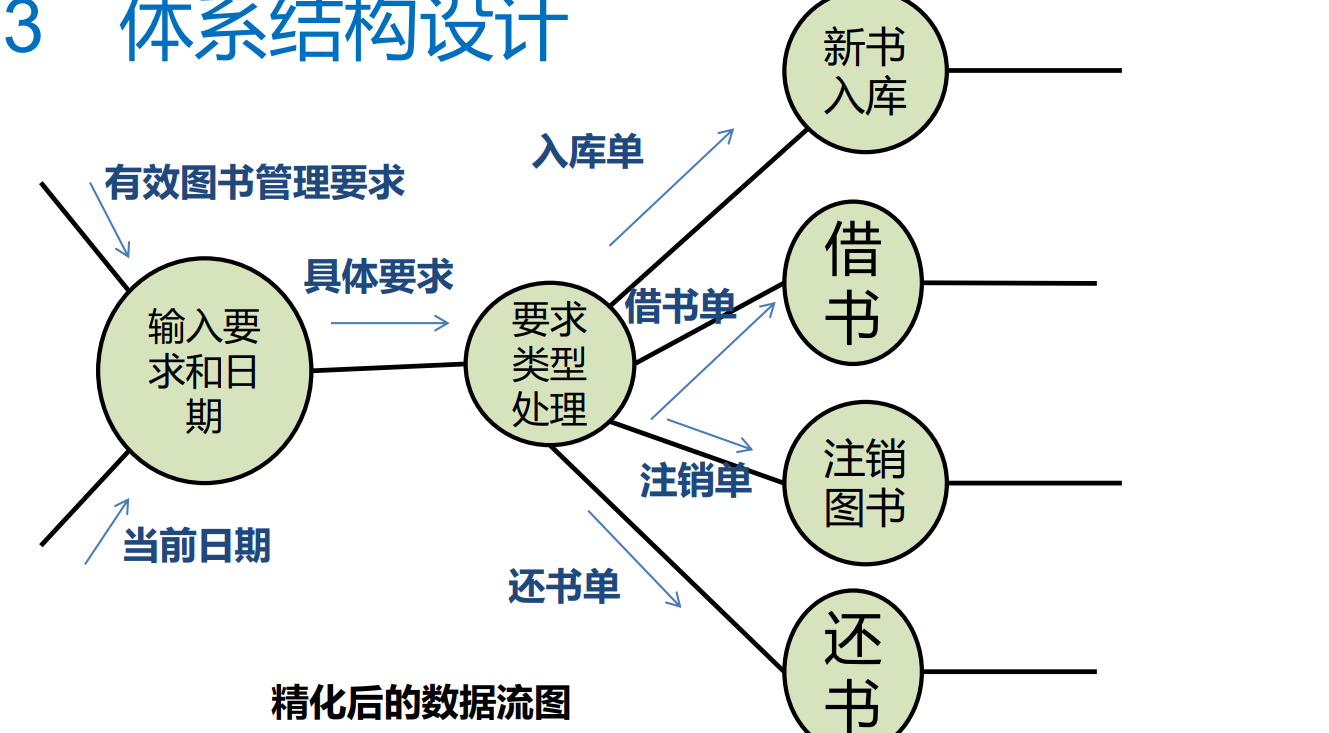 3 体系结构设计
新书
入库
入库单
有效图书管理要求
具体要求
借书单
借
书
输入要
求和日
期
要求
类型
处理
注销
图书
注销单
当前日期
还书单
还
书
精化后的数据流图